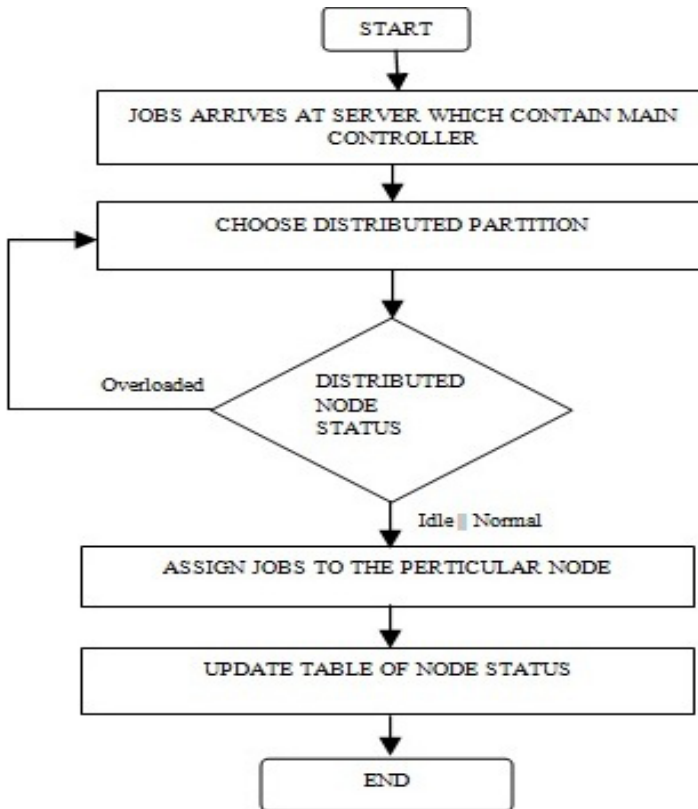 START
JOBS ARRIVES AT SERVER WHICH CONTAIN MAIN
CONTROLLER
CHOOSE DISTRIBUTED PARTITION
Overloaded
DISTRIBUTED
NODE
STATUS
Idle || Normal
ASSIGN JOBS TO THE PERTICULAR NODE
UPDATE TABLE OF NODE STATUS
END